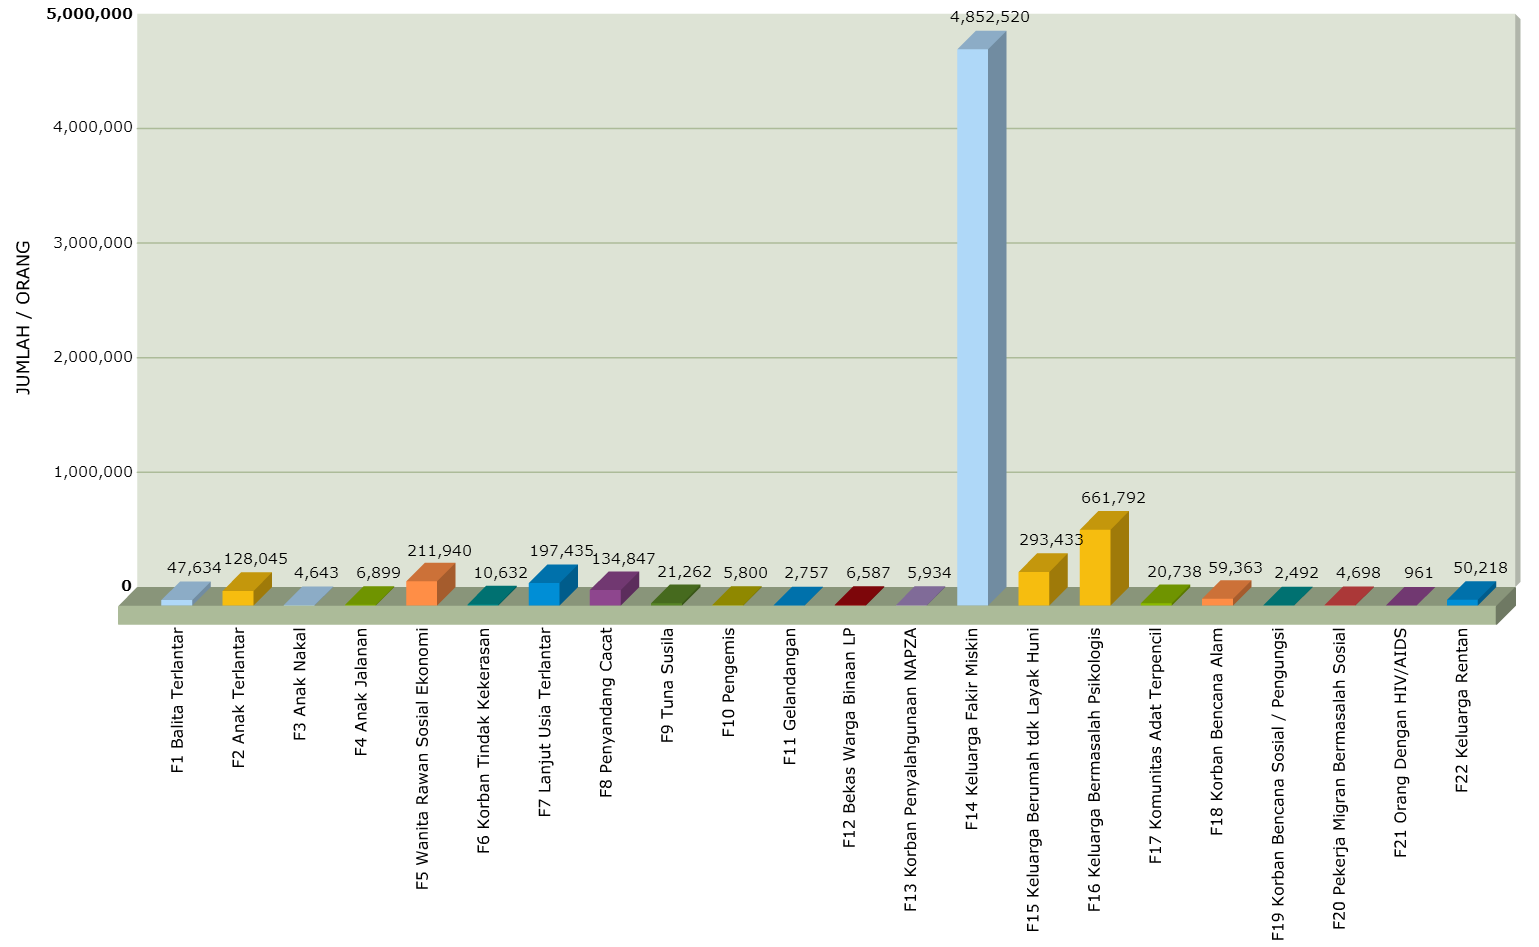 5,000,000
4,000,000
3,000,000
2,000,000
1,000,000
0
JUMLAH / ORANG
47,634
128,045
4,643
6,899
211,940
10,632
197,435
134,847
21,262
5,800
2,757
6,587
5,934
4,852,520
293,433
661,792
20,738
59,363
2,492
4,698
961
50,218
F1 Balita Terlantar
F2 Anak Terlantar
F3 Anak Nakal
F4 Anak Jalanan
F5 Wanita Rawan Sosial Ekonomi
F6 Korban Tindak Kekerasan
F7 Lanjut Usia Terlantar
F8 Penyandang Cacat
F9 Tuna Susila
F10 Pengemis
F11 Gelandangan
F12 Bekas Warga Binaan LP
F13 Korban Penyalahgunaan NAPZA
F14 Keluarga Fakir Miskin
F15 Keluarga Berumah tdk Layak Huni
F16 Keluarga Bermasalah Psikologis
F17 Komunitas Adat Terpencil
F18 Korban Bencana Alam
F19 Korban Bencana Sosial / Pengungsi
F20 Pekerja Migran Bermasalah Sosial
F21 Orang Dengan HIV/AIDS
F22 Keluarga Rentan